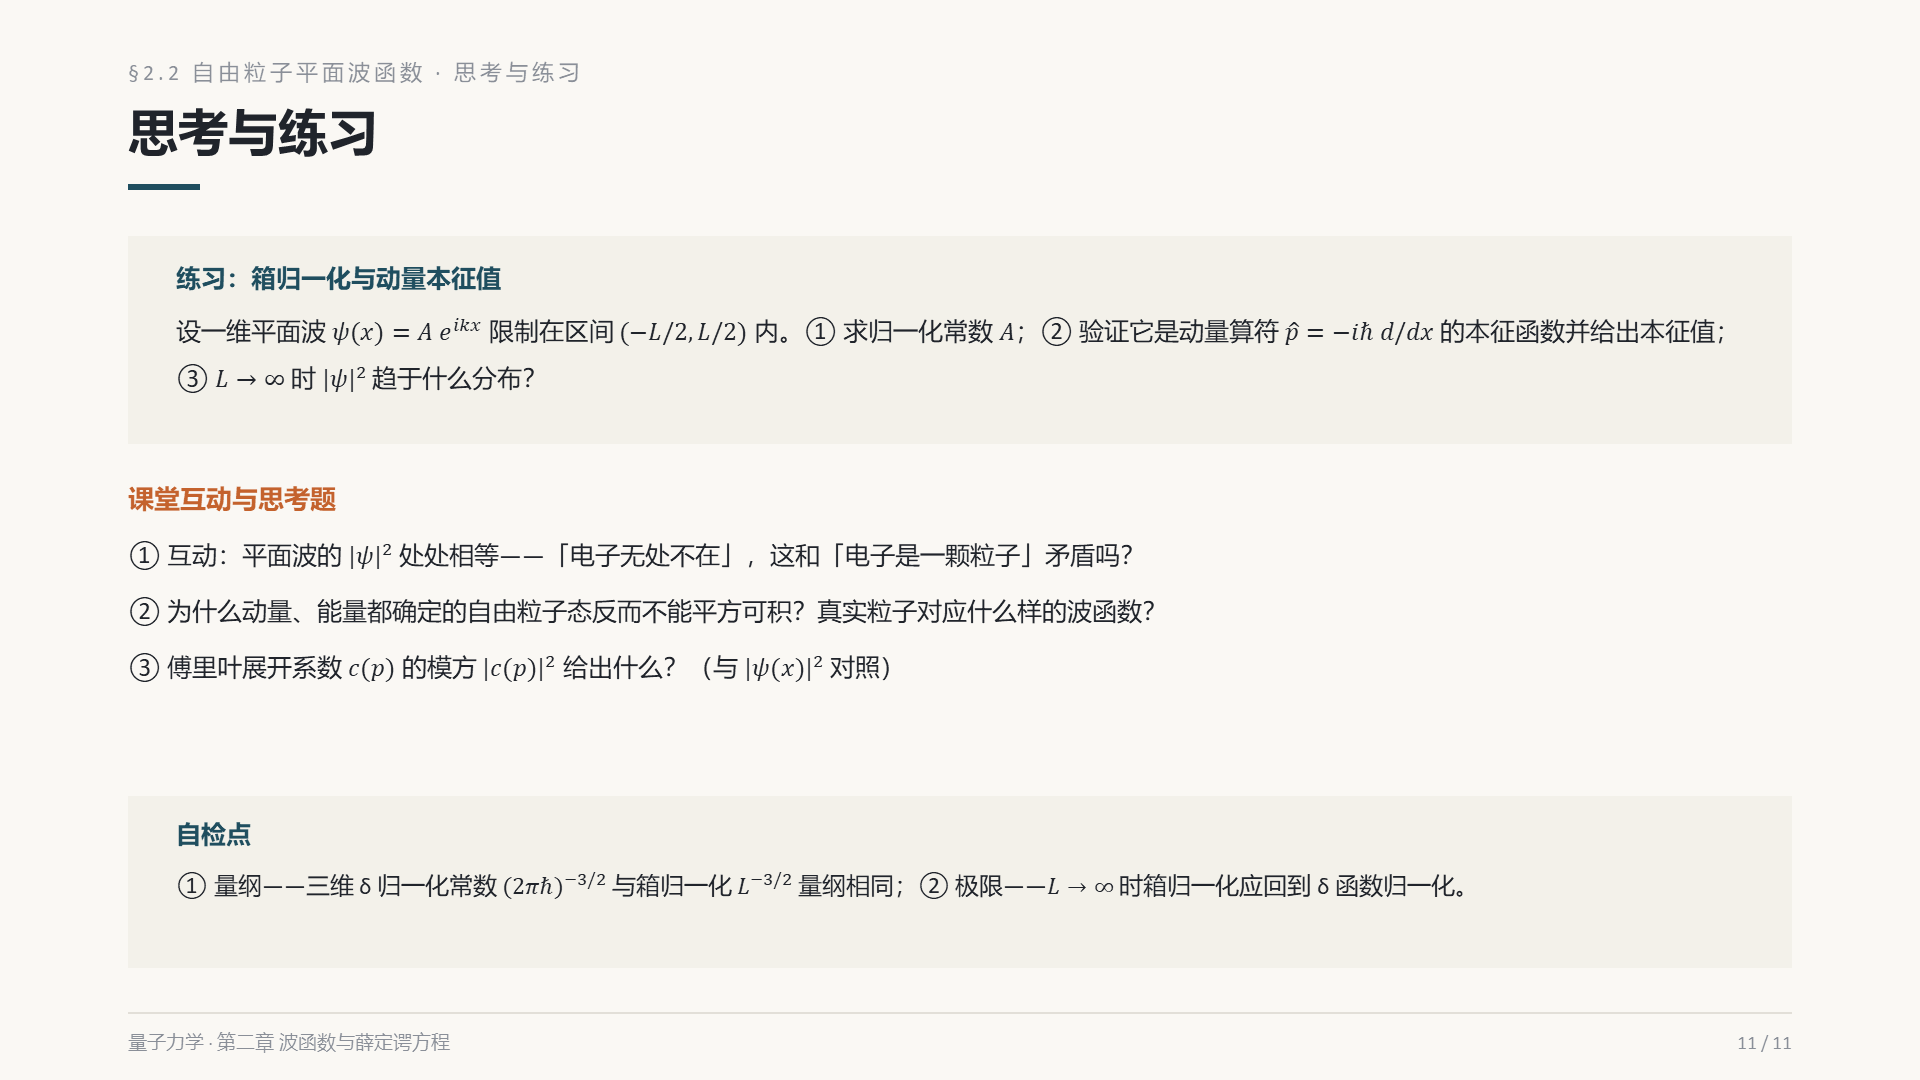 §2.2 自由粒子平面波函数 · 思考与练习
思考与练习
练习：箱归一化与动量本征值
设一维平面波 ψ(x) = A e^{ikx} 限制在区间 (−L/2, L/2) 内。① 求归一化常数 A；② 验证它是动量算符 p̂ = −iħ d/dx 的本征函数并给出本征值；
③ L → ∞ 时 |ψ|² 趋于什么分布？
课堂互动与思考题
① 互动：平面波的 |ψ|² 处处相等——「电子无处不在」，这和「电子是一颗粒子」矛盾吗？
② 为什么动量、能量都确定的自由粒子态反而不能平方可积？真实粒子对应什么样的波函数？
③ 傅里叶展开系数 c(p) 的模方 |c(p)|² 给出什么？（与 |ψ(x)|² 对照）
自检点
① 量纲——三维 δ 归一化常数 (2πħ)^{−3/2} 与箱归一化 L^{−3/2} 量纲相同；② 极限——L → ∞ 时箱归一化应回到 δ 函数归一化。
量子力学 · 第二章 波函数与薛定谔方程
11 / 11